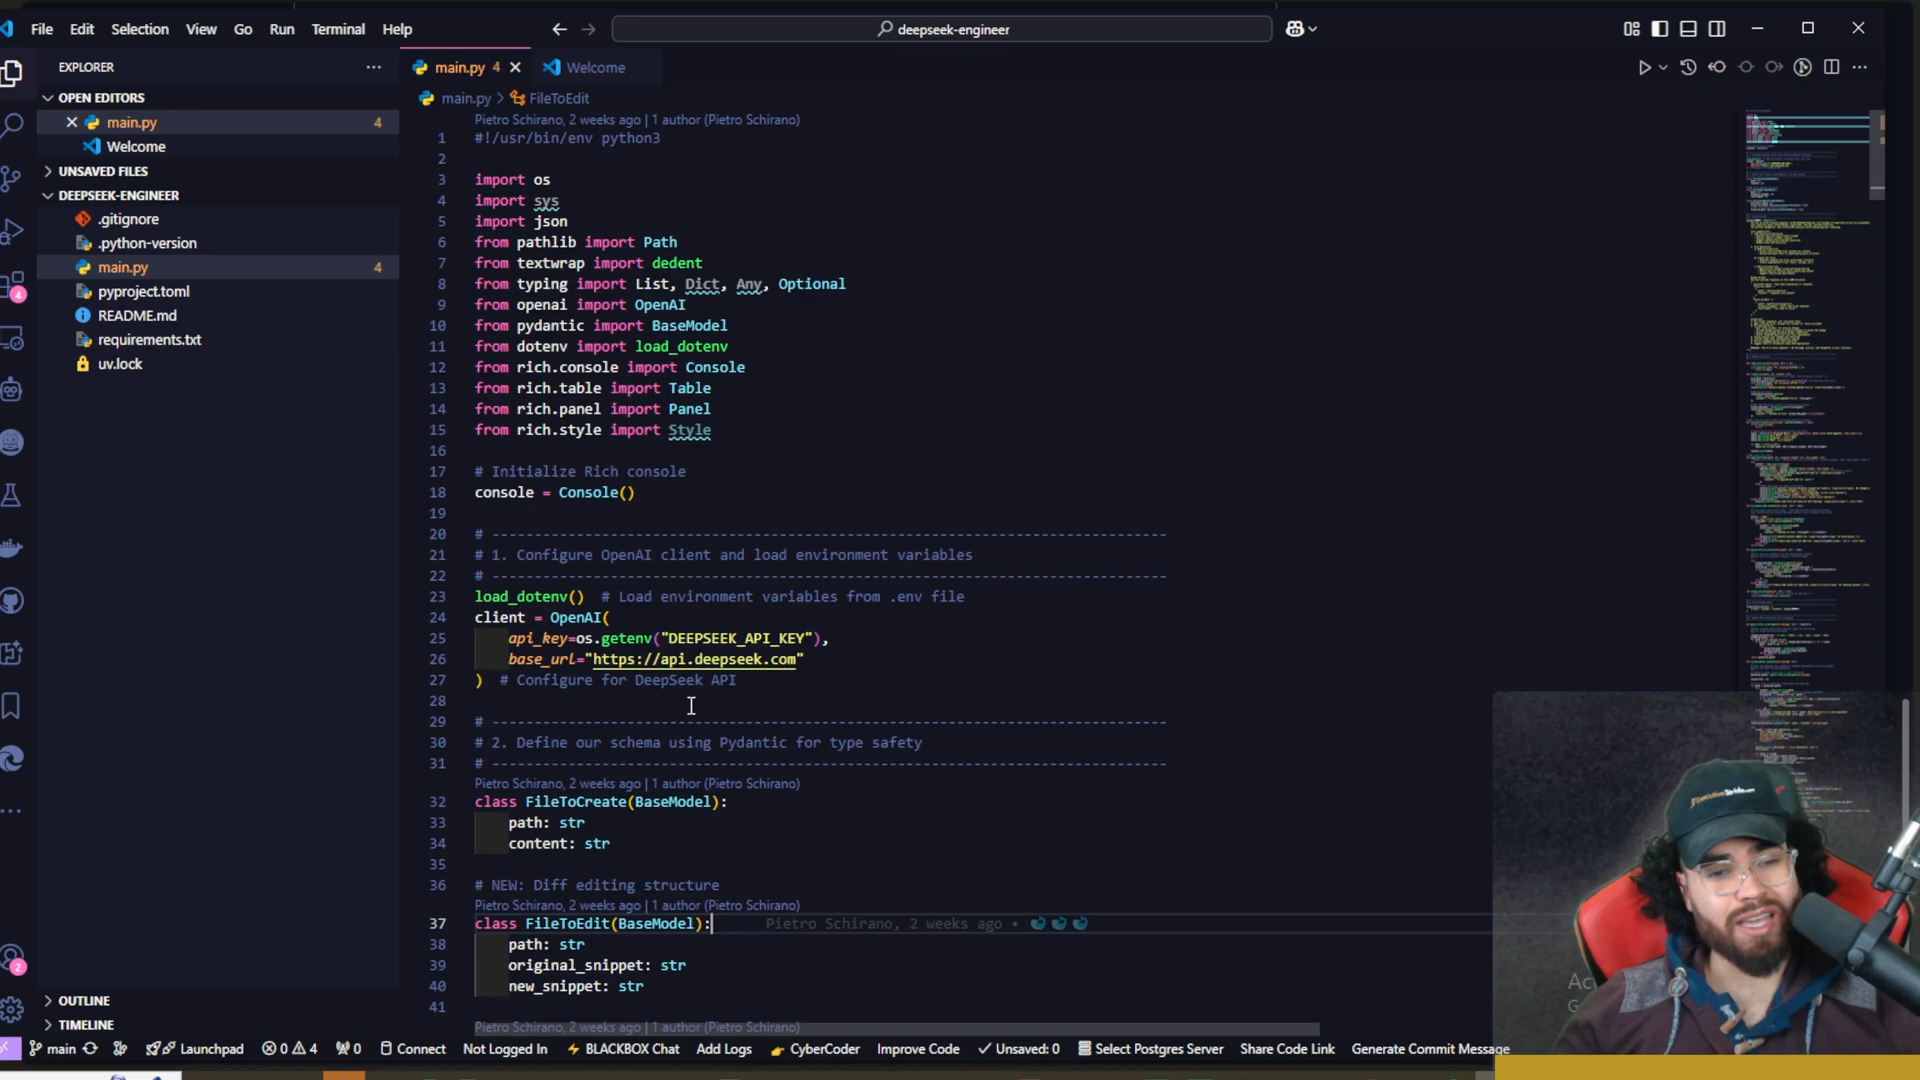 File Edit Selection View Go Run Terminal Help
deepseek-engineer
EXPLORER
OPEN EDITORS
main.py 4
Welcome
UNSAVED FILES
DEEPSEEK-ENGINEER
.gitignore
.python-version
main.py 4
pyproject.toml
README.md
requirements.txt
uv.lock
OUTLINE
TIMELINE
4
2
main.py 4
Welcome
main.py > FileToEdit
Pietro Schirano, 2 weeks ago | 1 author (Pietro Schirano)
1 #!/usr/bin/env python3
2
3 import os
4 import sys
5 import json
6 from pathlib import Path
7 from textwrap import dedent
8 from typing import List, Dict, Any, Optional
9 from openai import OpenAI
10 from pydantic import BaseModel
11 from dotenv import load_dotenv
12 from rich.console import Console
13 from rich.table import Table
14 from rich.panel import Panel
15 from rich.style import Style
16
17 # Initialize Rich console
18 console = Console()
19
20 # --------------------------------------------------------------------------------
21 # 1. Configure OpenAI client and load environment variables
22 # --------------------------------------------------------------------------------
23 load_dotenv()  # Load environment variables from .env file
24 client = OpenAI(
25     api_key=os.getenv("DEEPSEEK_API_KEY"),
26     base_url="https://api.deepseek.com"
27 )  # Configure for DeepSeek API
28
29 # --------------------------------------------------------------------------------
30 # 2. Define our schema using Pydantic for type safety
31 # --------------------------------------------------------------------------------
Pietro Schirano, 2 weeks ago | 1 author (Pietro Schirano)
32 class FileToCreate(BaseModel):
33     path: str
34     content: str
35
36 # NEW: Diff editing structure
Pietro Schirano, 2 weeks ago | 1 author (Pietro Schirano)
37 class FileToEdit(BaseModel): Pietro Schirano, 2 weeks ago •
38     path: str
39     original_snippet: str
40     new_snippet: str
41
Pietro Schirano, 2 weeks ago | 1 author (Pietro Schirano)
main Launchpad 0 4 0 Connect Not Logged In BLACKBOX Chat Add Logs CyberCoder Improve Code Unsaved: 0 Select Postgres Server Share Code Link Generate Commit Message